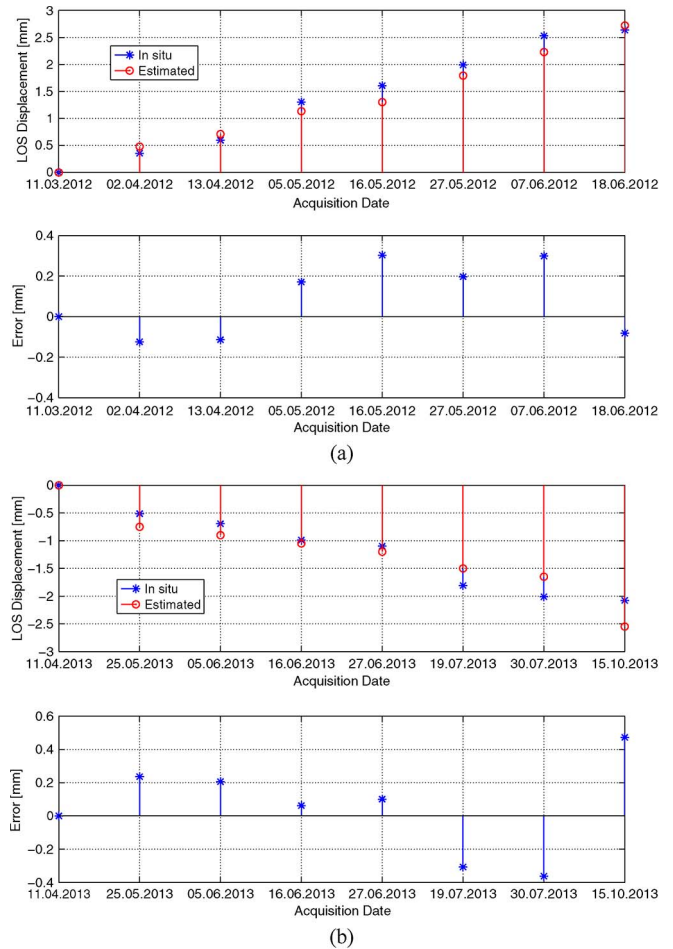 3
2.5
2
1.5
1
0.5
0
LOS Displacement [mm]
In situ
Estimated
11.03.2012 02.04.2012 13.04.2012 05.05.2012 16.05.2012 27.05.2012 07.06.2012 18.06.2012
Acquisition Date
0.4
0.2
0
−0.2
−0.4
Error [mm]
11.03.2012 02.04.2012 13.04.2012 05.05.2012 16.05.2012 27.05.2012 07.06.2012 18.06.2012
Acquisition Date
(a)
0
−0.5
−1
−1.5
−2
−2.5
−3
LOS Displacement [mm]
In situ
Estimated
11.04.2013 25.05.2013 05.06.2013 16.06.2013 27.06.2013 19.07.2013 30.07.2013 15.10.2013
Acquisition Date
0.6
0.4
0.2
0
−0.2
−0.4
Error [mm]
11.04.2013 25.05.2013 05.06.2013 16.06.2013 27.06.2013 19.07.2013 30.07.2013 15.10.2013
Acquisition Date
(b)